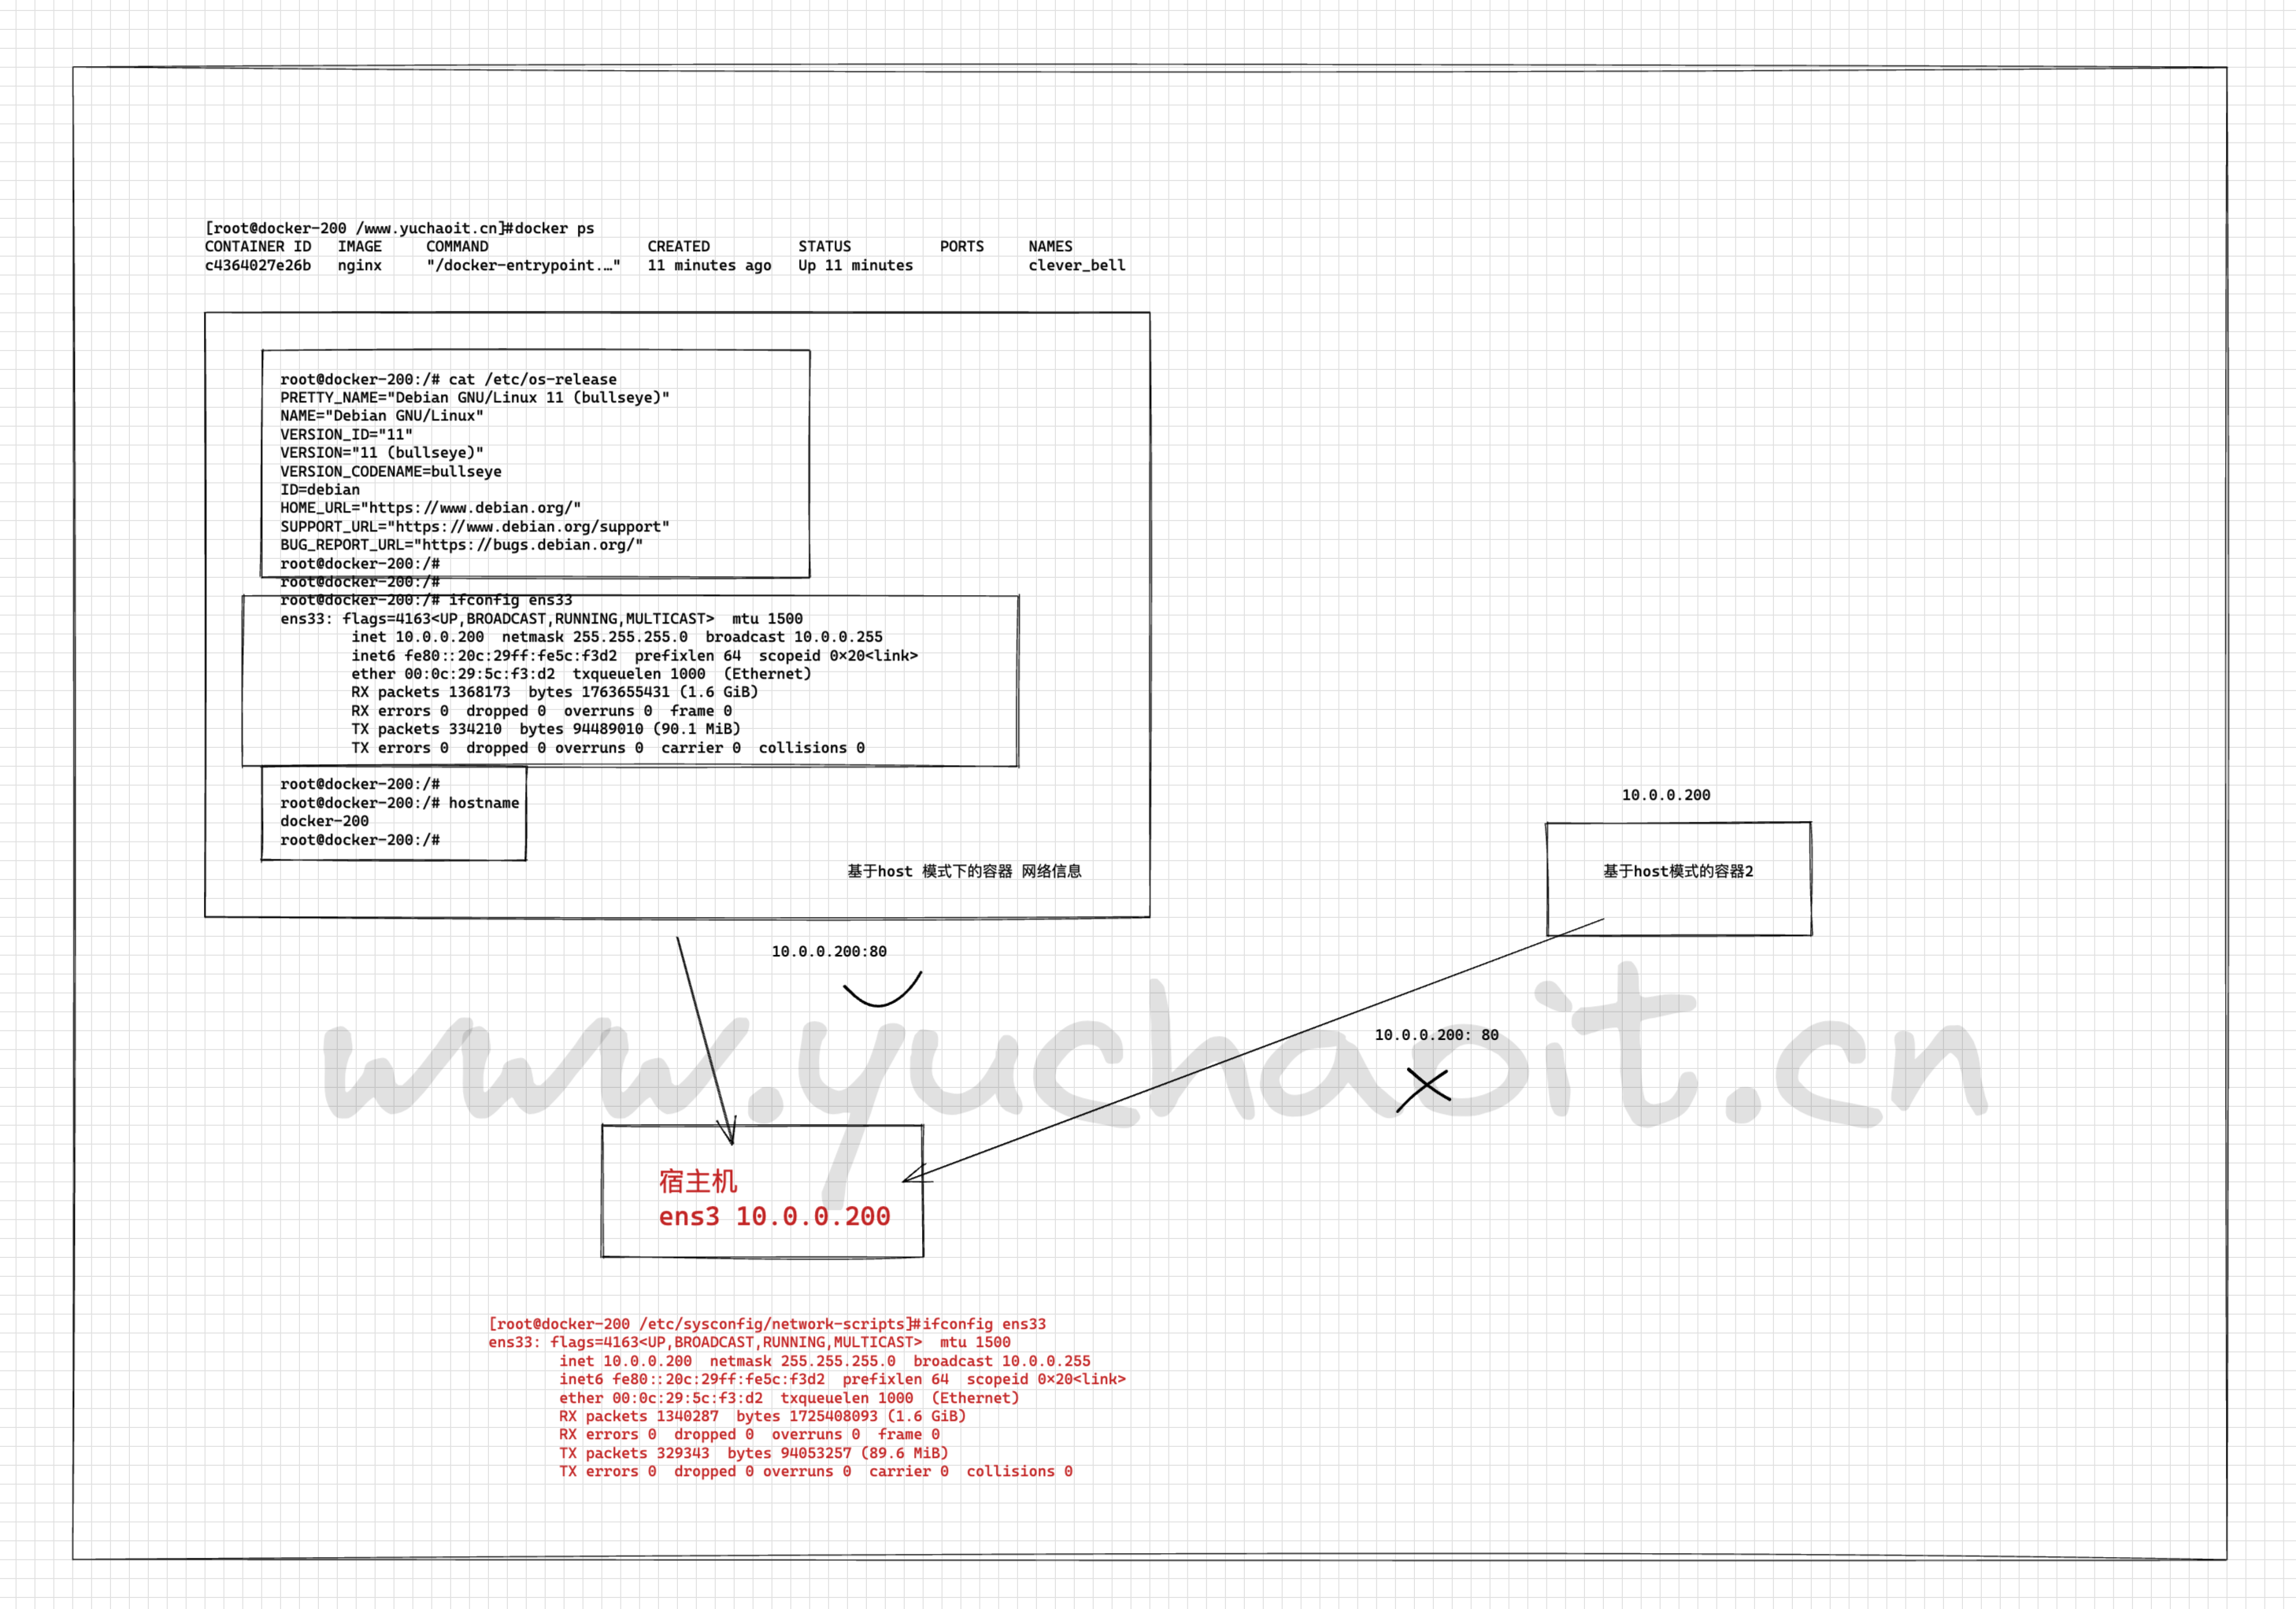 [root@docker-200 /www.yuchaoit.cn]#docker ps
CONTAINER ID   IMAGE     COMMAND                  CREATED          STATUS          PORTS     NAMES
c4364027e26b   nginx     "/docker-entrypoint.…"   11 minutes ago   Up 11 minutes             clever_bell
root@docker-200:/# cat /etc/os-release
PRETTY_NAME="Debian GNU/Linux 11 (bullseye)"
NAME="Debian GNU/Linux"
VERSION_ID="11"
VERSION="11 (bullseye)"
VERSION_CODENAME=bullseye
ID=debian
HOME_URL="https://www.debian.org/"
SUPPORT_URL="https://www.debian.org/support"
BUG_REPORT_URL="https://bugs.debian.org/"
root@docker-200:/#
root@docker-200:/#
root@docker-200:/# ifconfig ens33
ens33: flags=4163<UP,BROADCAST,RUNNING,MULTICAST>  mtu 1500
        inet 10.0.0.200  netmask 255.255.255.0  broadcast 10.0.0.255
        inet6 fe80::20c:29ff:fe5c:f3d2  prefixlen 64  scopeid 0×20<link>
        ether 00:0c:29:5c:f3:d2  txqueuelen 1000  (Ethernet)
        RX packets 1368173  bytes 1763655431 (1.6 GiB)
        RX errors 0  dropped 0  overruns 0  frame 0
        TX packets 334210  bytes 94489010 (90.1 MiB)
        TX errors 0  dropped 0 overruns 0  carrier 0  collisions 0
root@docker-200:/#
root@docker-200:/# hostname
docker-200
root@docker-200:/#
基于host 模式下的容器 网络信息
10.0.0.200
基于host模式的容器2
10.0.0.200:80
10.0.0.200: 80
www.yuchaoit.cn
宿主机
ens3 10.0.0.200
[root@docker-200 /etc/sysconfig/network-scripts]#ifconfig ens33
ens33: flags=4163<UP,BROADCAST,RUNNING,MULTICAST>  mtu 1500
        inet 10.0.0.200  netmask 255.255.255.0  broadcast 10.0.0.255
        inet6 fe80::20c:29ff:fe5c:f3d2  prefixlen 64  scopeid 0×20<link>
        ether 00:0c:29:5c:f3:d2  txqueuelen 1000  (Ethernet)
        RX packets 1340287  bytes 1725408093 (1.6 GiB)
        RX errors 0  dropped 0  overruns 0  frame 0
        TX packets 329343  bytes 94053257 (89.6 MiB)
        TX errors 0  dropped 0 overruns 0  carrier 0  collisions 0